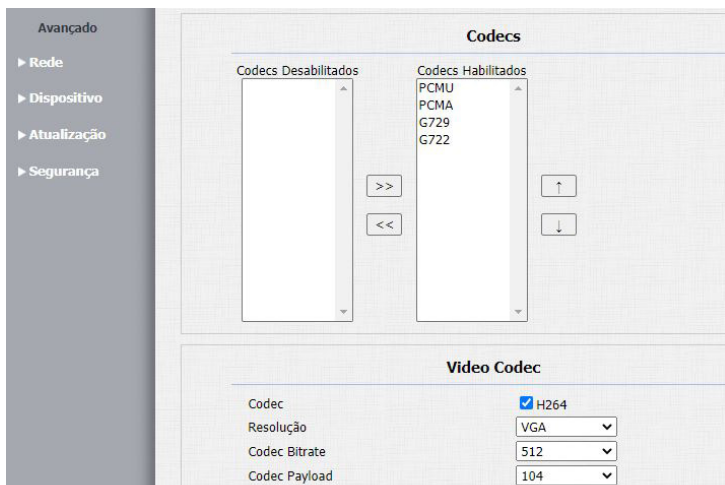 Avançado
Rede
Dispositivo
Atualização
Segurança
Codecs
Codecs Desabilitados
Codecs Habilitados
PCMU
PCMA
G729
G722
>>
<<
↑
↓
Video Codec
Codec
H264
Resolução
VGA
Codec Bitrate
512
Codec Payload
104